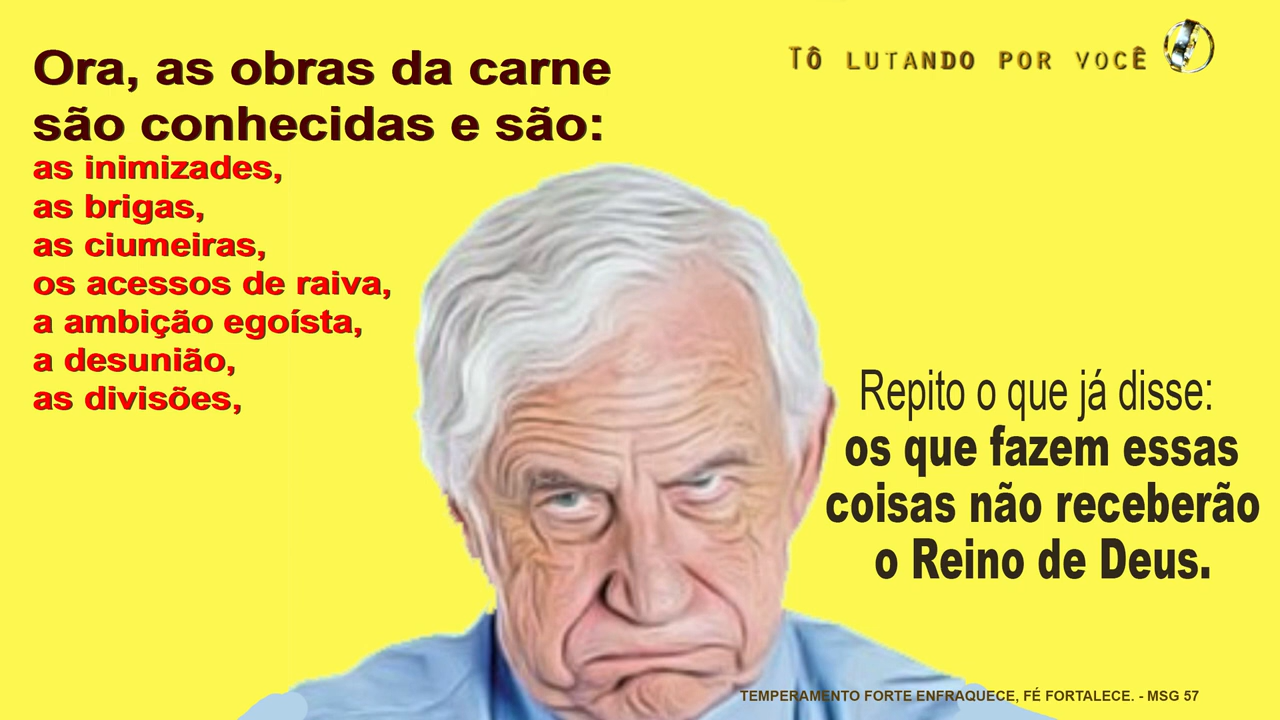 Ora, as obras da carne
são conhecidas e são:
as inimizades,
as brigas,
as ciumeiras,
os acessos de raiva,
a ambição egoísta,
a desunião,
as divisões,
TÔ LUTANDO POR VOCÊ
Repito o que já disse:
os que fazem essas
coisas não receberão
o Reino de Deus.
TEMPERAMENTO FORTE ENFRAQUECE, FÉ FORTALECE. - MSG 57